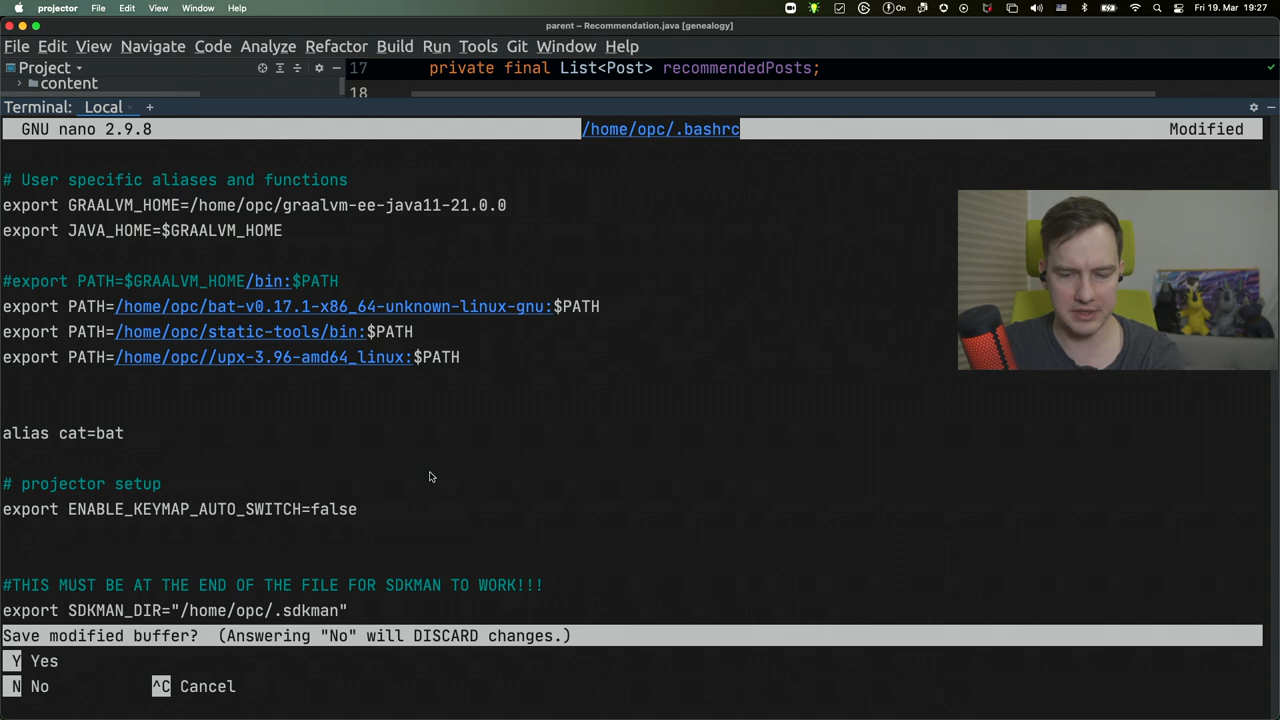 projector File Edit View Window Help On Fri 19. Mar 19:27
parent – Recommendation.java [genealogy]
File Edit View Navigate Code Analyze Refactor Build Run Tools Git Window Help
Project 17 private final List<Post> recommendedPosts;
content 18
Terminal: Local × +
GNU nano 2.9.8 /home/opc/.bashrc Modified
# User specific aliases and functions
export GRAALVM_HOME=/home/opc/graalvm-ee-java11-21.0.0
export JAVA_HOME=$GRAALVM_HOME
#export PATH=$GRAALVM_HOME/bin:$PATH
export PATH=/home/opc/bat-v0.17.1-x86_64-unknown-linux-gnu:$PATH
export PATH=/home/opc/static-tools/bin:$PATH
export PATH=/home/opc//upx-3.96-amd64_linux:$PATH
alias cat=bat
# projector setup
export ENABLE_KEYMAP_AUTO_SWITCH=false
#THIS MUST BE AT THE END OF THE FILE FOR SDKMAN TO WORK!!!
export SDKMAN_DIR="/home/opc/.sdkman"
Save modified buffer?  (Answering "No" will DISCARD changes.)
Y Yes
N No ^C Cancel